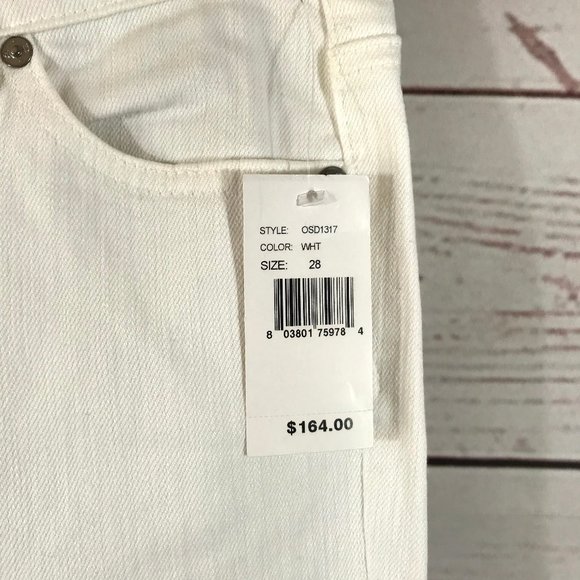 STYLE: OSD1317
COLOR: WHT
SIZE: 28
8 03801 75978 4
$164.00